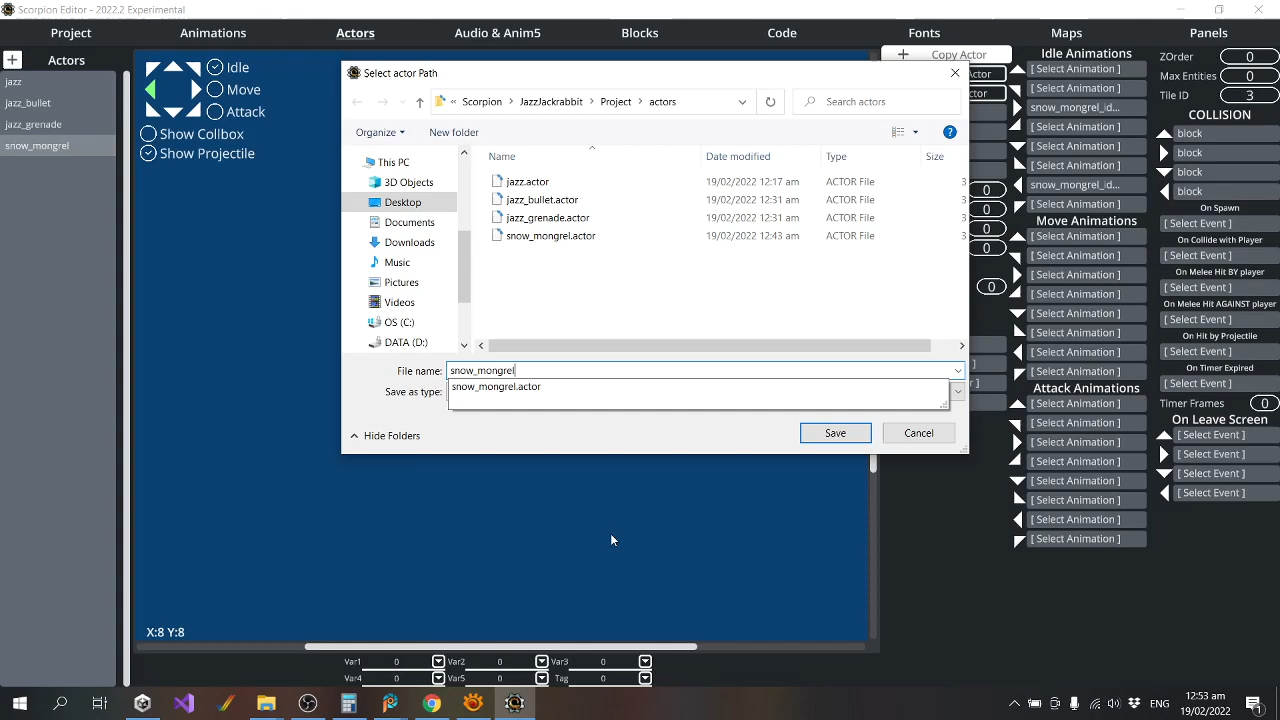 Scorpion Editor - 2022.2 Experimental
Project
Animations
Actors
Audio & Anim5
Blocks
Code
Fonts
Maps
Panels
Actors
jazz
jazz_bullet
jazz_grenade
snow_mongrel
Idle
Move
Attack
Show Collbox
Show Projectile
X:8 Y:8
Select actor Path
Scorpion
JazzJackrabbit
Project
actors
Search actors
Organize
New folder
This PC
3D Objects
Desktop
Documents
Downloads
Music
Pictures
Videos
OS (C:)
DATA (D:)
Name
Date modified
Type
Size
jazz.actor 19/02/2022 12:17 am ACTOR File 3
jazz_bullet.actor 19/02/2022 12:31 am ACTOR File 3
jazz_grenade.actor 19/02/2022 12:31 am ACTOR File 3
snow_mongrel.actor 19/02/2022 12:43 am ACTOR File 3
File name: snow_mongrel
snow_mongrel.actor
Save as type:
Hide Folders
Save
Cancel
Var1 0
Var2 0
Var3 0
Var4 0
Var5 0
Tag 0
Copy Actor
Actor
ctor
0
0
0
0
0
]
r ]
Idle Animations
[ Select Animation ]
[ Select Animation ]
snow_mongrel_id...
[ Select Animation ]
[ Select Animation ]
[ Select Animation ]
snow_mongrel_id...
[ Select Animation ]
Move Animations
[ Select Animation ]
[ Select Animation ]
[ Select Animation ]
[ Select Animation ]
[ Select Animation ]
[ Select Animation ]
[ Select Animation ]
[ Select Animation ]
Attack Animations
[ Select Animation ]
[ Select Animation ]
[ Select Animation ]
[ Select Animation ]
[ Select Animation ]
[ Select Animation ]
[ Select Animation ]
[ Select Animation ]
ZOrder 0
Max Entities 0
Tile ID 3
COLLISION
block
block
block
block
On Spawn
[ Select Event ]
On Collide with Player
[ Select Event ]
On Melee Hit BY player
[ Select Event ]
On Melee Hit AGAINST player
[ Select Event ]
On Hit by Projectile
[ Select Event ]
On Timer Expired
[ Select Event ]
Timer Frames 0
On Leave Screen
[ Select Event ]
[ Select Event ]
[ Select Event ]
[ Select Event ]
12:53 am
19/02/2022
1